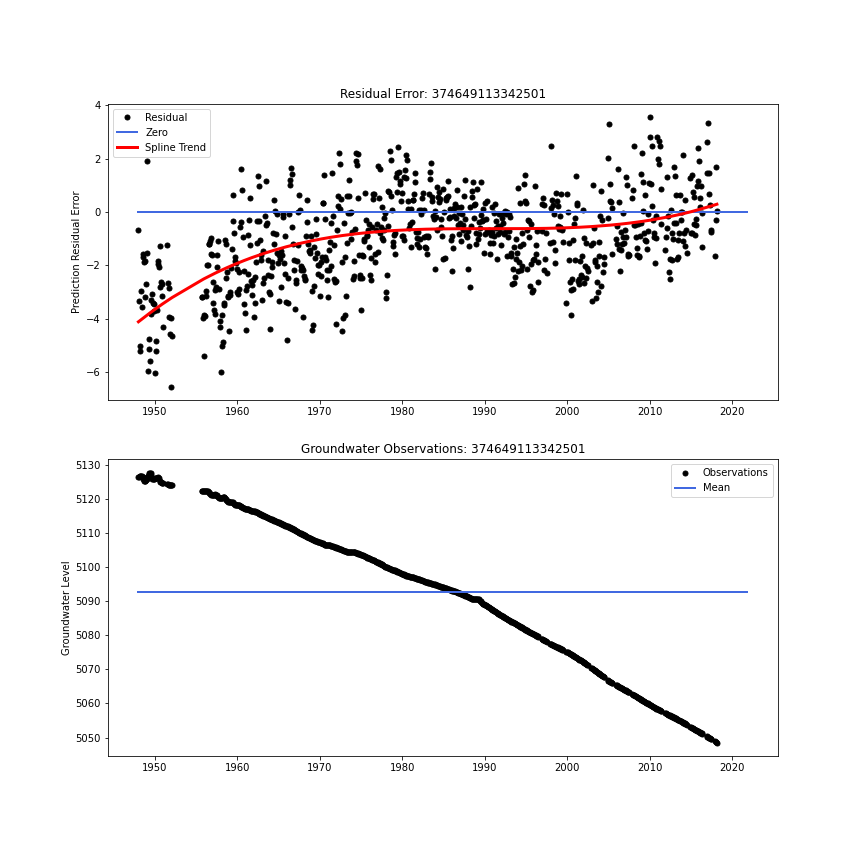 Residual Error: 374649113342501
Prediction Residual Error
4
2
0
−2
−4
−6
Residual
Zero
Spline Trend
1950 1960 1970 1980 1990 2000 2010 2020
Groundwater Observations: 374649113342501
Groundwater Level
5130
5120
5110
5100
5090
5080
5070
5060
5050
Observations
Mean
1950 1960 1970 1980 1990 2000 2010 2020